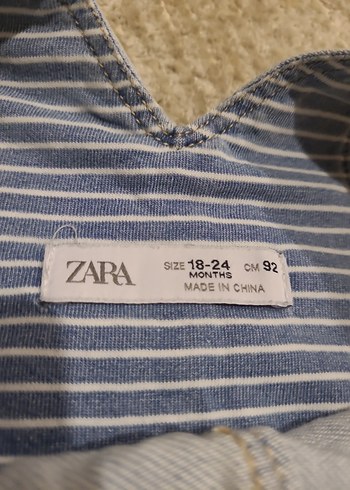 ZARA
SIZE 18-24 CM 92
MONTHS
MADE IN CHINA